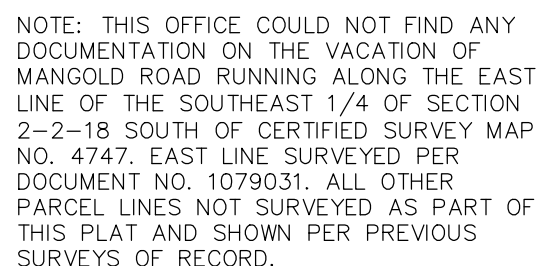 NOTE: THIS OFFICE COULD NOT FIND ANY
DOCUMENTATION ON THE VACATION OF
MANGOLD ROAD RUNNING ALONG THE EAST
LINE OF THE SOUTHEAST 1/4 OF SECTION
2-2-18 SOUTH OF CERTIFIED SURVEY MAP
NO. 4747. EAST LINE SURVEYED PER
DOCUMENT NO. 1079031. ALL OTHER
PARCEL LINES NOT SURVEYED AS PART OF
THIS PLAT AND SHOWN PER PREVIOUS
SURVEYS OF RECORD.